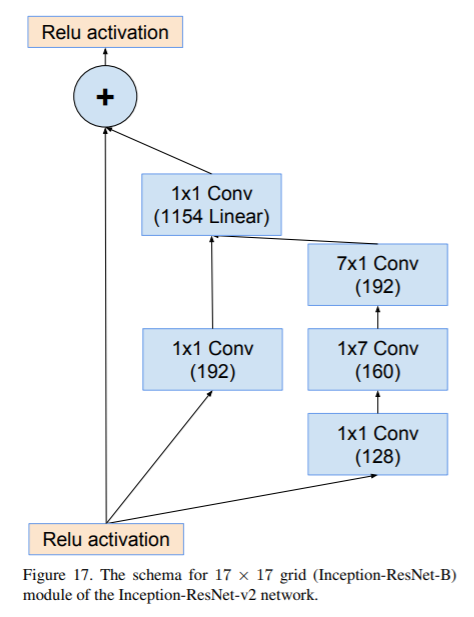 Relu activation
+
1x1 Conv
(1154 Linear)
7x1 Conv
(192)
1x1 Conv
(192)
1x7 Conv
(160)
1x1 Conv
(128)
Relu activation
Figure 17. The schema for 17 × 17 grid (Inception-ResNet-B)
module of the Inception-ResNet-v2 network.